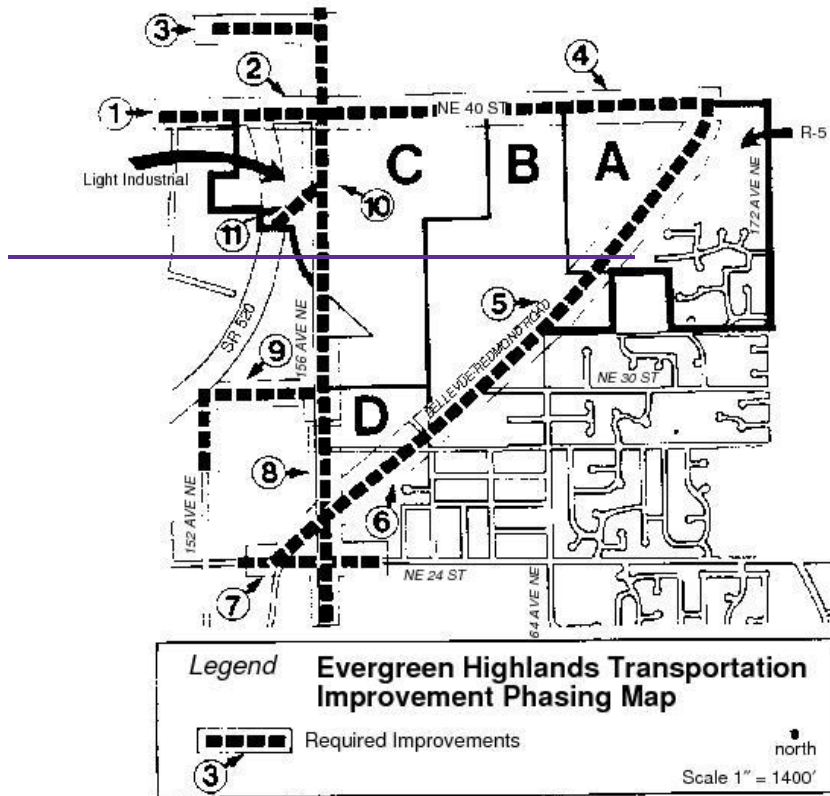 3
2
4
1
NE 40 ST
R-5
Light Industrial
C
B
A
172 AVE NE
10
11
5
SR 520
156 AVE NE
9
BELLEVUE-REDMOND ROAD
NE 30 ST
D
8
6
152 AVE NE
7
NE 24 ST
64 AVE NE
Legend
Evergreen Highlands Transportation
Improvement Phasing Map
Required Improvements
3
north
Scale 1" = 1400'